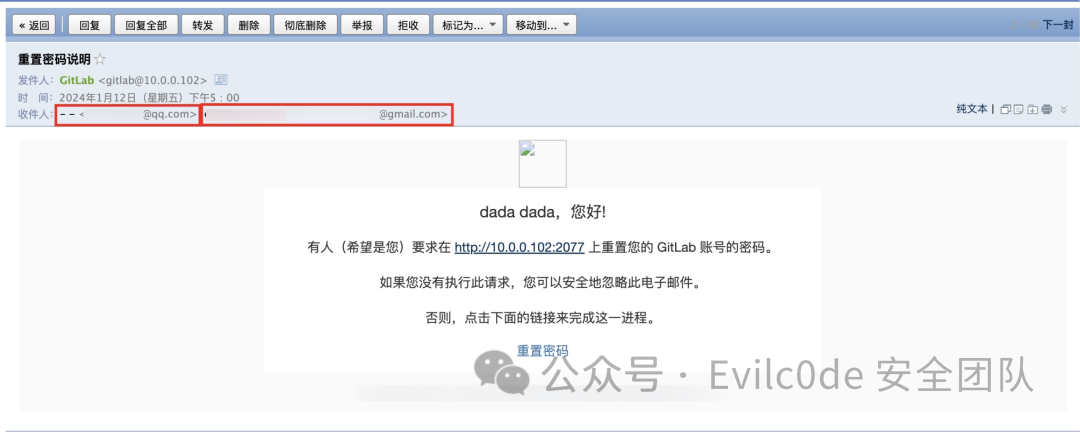 « 返回 回复 回复全部 转发 删除 彻底删除 举报 拒收 标记为... 移动到... 下一封
重置密码说明
发件人: GitLab <gitlab@10.0.0.102>
时 间: 2024年1月12日（星期五）下午5：00
收件人: - - < @qq.com> @gmail.com>
纯文本 |
dada dada，您好!
有人（希望是您）要求在 http://10.0.0.102:2077 上重置您的 GitLab 账号的密码。
如果您没有执行此请求，您可以安全地忽略此电子邮件。
否则，点击下面的链接来完成这一进程。
重置密码
公众号 · Evilc0de 安全团队